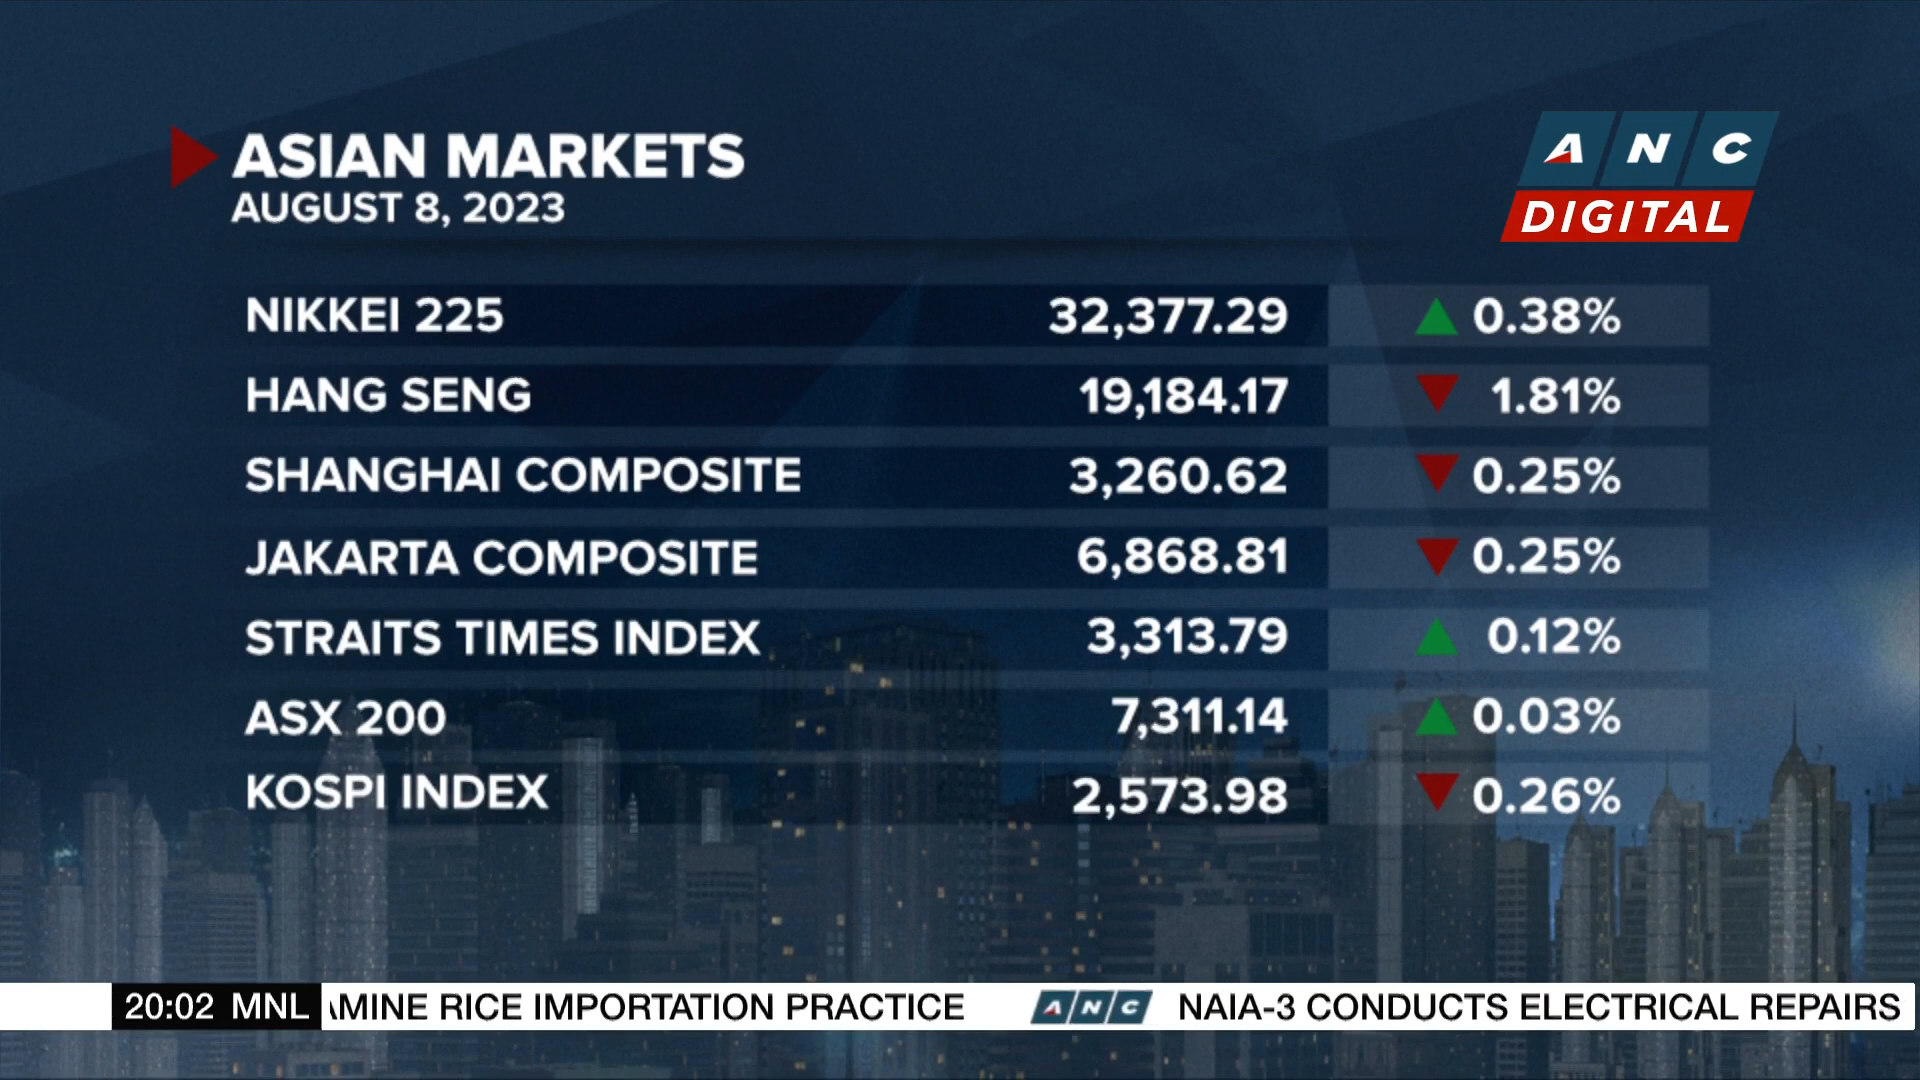 ASIAN MARKETS
AUGUST 8, 2023
ANC
DIGITAL
NIKKEI 225 32,377.29 ▲ 0.38%
HANG SENG 19,184.17 ▼ 1.81%
SHANGHAI COMPOSITE 3,260.62 ▼ 0.25%
JAKARTA COMPOSITE 6,868.81 ▼ 0.25%
STRAITS TIMES INDEX 3,313.79 ▲ 0.12%
ASX 200 7,311.14 ▲ 0.03%
KOSPI INDEX 2,573.98 ▼ 0.26%
20:02 MNL RICE IMPORTATION PRACTICE ANC NAIA-3 CONDUCTS ELECTRICAL REPAIRS